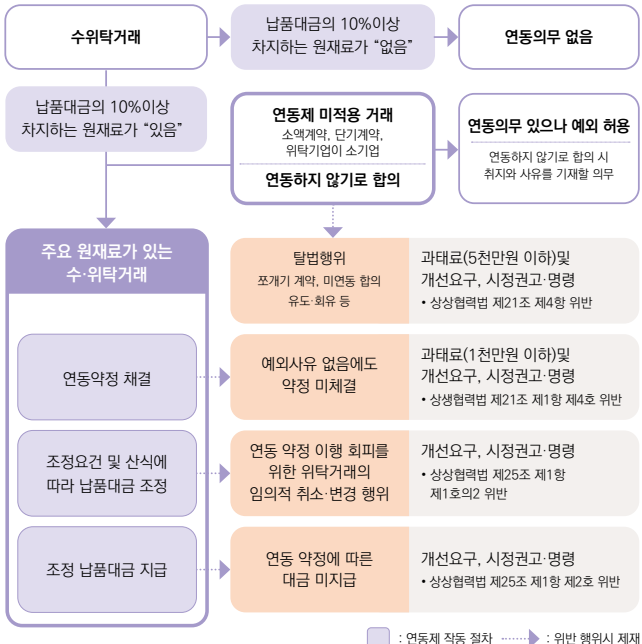 수위탁거래
납품대금의 10%이상
차지하는 원재료가 “없음”
연동의무 없음
납품대금의 10%이상
차지하는 원재료가 “있음”
연동제 미적용 거래
소액계약, 단기계약,
위탁기업이 소기업
연동하지 않기로 합의
연동의무 있으나 예외 허용
연동하지 않기로 합의 시
취지와 사유를 기재할 의무
주요 원재료가 있는
수·위탁거래
탈법행위
쪼개기 계약, 미연동 합의
유도·회유 등
과태료(5천만원 이하)및
개선요구, 시정권고·명령
• 상상협력법 제21조 제4항 위반
연동약정 채결
예외사유 없음에도
약정 미체결
과태료(1천만원 이하)및
개선요구, 시정권고·명령
• 상생협력법 제21조 제1항 제4호 위반
조정요건 및 산식에
따라 납품대금 조정
연동 약정 이행 회피를
위한 위탁거래의
임의적 취소·변경 행위
개선요구, 시정권고·명령
• 상상협력법 제25조 제1항
제1호의2 위반
조정 납품대금 지급
연동 약정에 따른
대금 미지급
개선요구, 시정권고·명령
• 상상협력법 제25조 제1항 제2호 위반
: 연동제 작동 절차
: 위반 행위시 제재